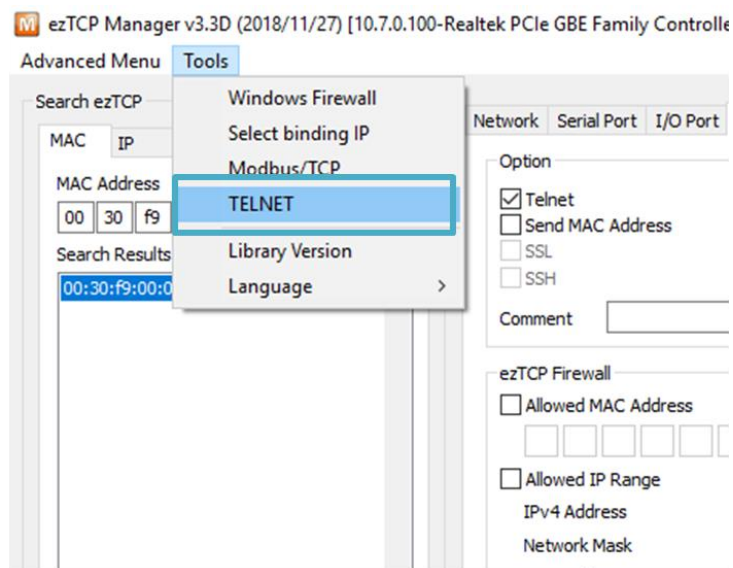 ezTCP Manager v3.3D (2018/11/27) [10.7.0.100-Realtek PCIe GBE Family Controlle
Advanced Menu Tools
Search ezTCP
MAC IP
MAC Address
00 30 f9
Search Results
00:30:f9:00:0
Windows Firewall
Select binding IP
Modbus/TCP
TELNET
Library Version
Language
Network Serial Port I/O Port
Option
Telnet
Send MAC Address
SSL
SSH
Comment
ezTCP Firewall
Allowed MAC Address
Allowed IP Range
IPv4 Address
Network Mask